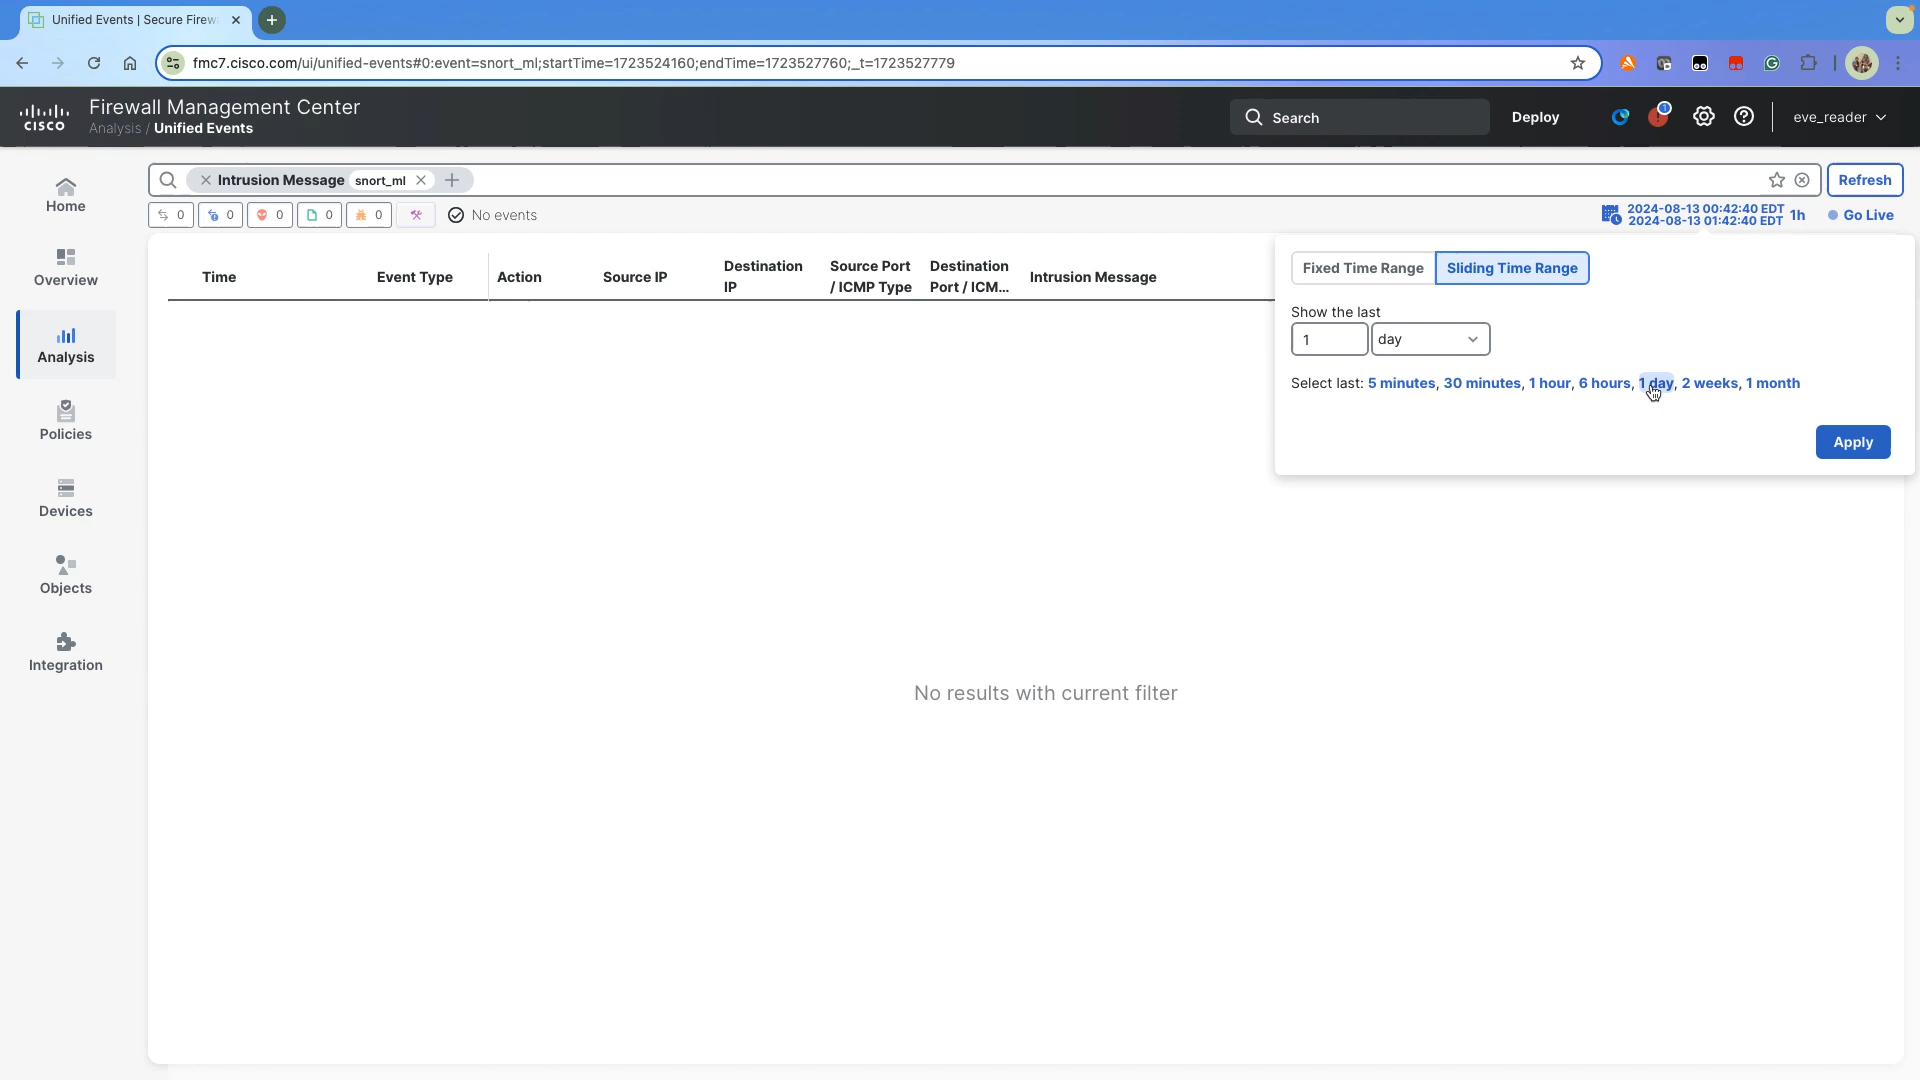 Unified Events | Secure Firew
fmc7.cisco.com/ui/unified-events#0:event=snort_ml;startTime=1723524160;endTime=1723527760;_t=1723527779
CISCO
Firewall Management Center
Analysis / Unified Events
Search
Deploy
1
eve_reader
Home
Overview
Analysis
Policies
Devices
Objects
Integration
Intrusion Message snort_ml
Refresh
0 0 0 0 0 No events
2024-08-13 00:42:40 EDT
2024-08-13 01:42:40 EDT
1h
Go Live
Time
Event Type
Action
Source IP
Destination
IP
Source Port
/ ICMP Type
Destination
Port / ICM...
Intrusion Message
Fixed Time Range
Sliding Time Range
Show the last
1
day
Select last: 5 minutes, 30 minutes, 1 hour, 6 hours, 1 day, 2 weeks, 1 month
Apply
No results with current filter